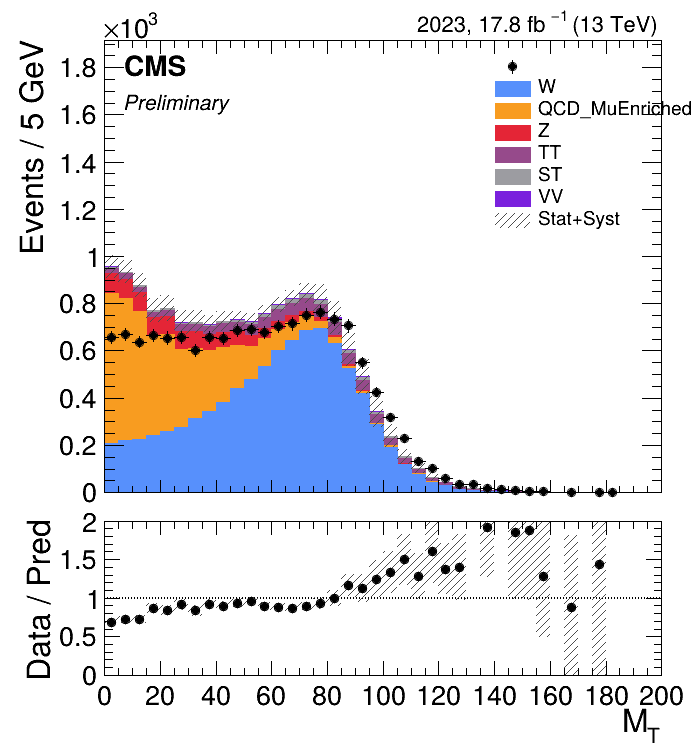 ×10³
2023, 17.8 fb⁻¹ (13 TeV)
Events / 5 GeV
CMS
Preliminary
W
QCD_MuEnriched
Z
TT
ST
VV
Stat+Syst
1.8
1.6
1.4
1.2
1
0.8
0.6
0.4
0.2
0
Data / Pred
2
1.5
1
0.5
0
0 20 40 60 80 100 120 140 160 180 200
M_T